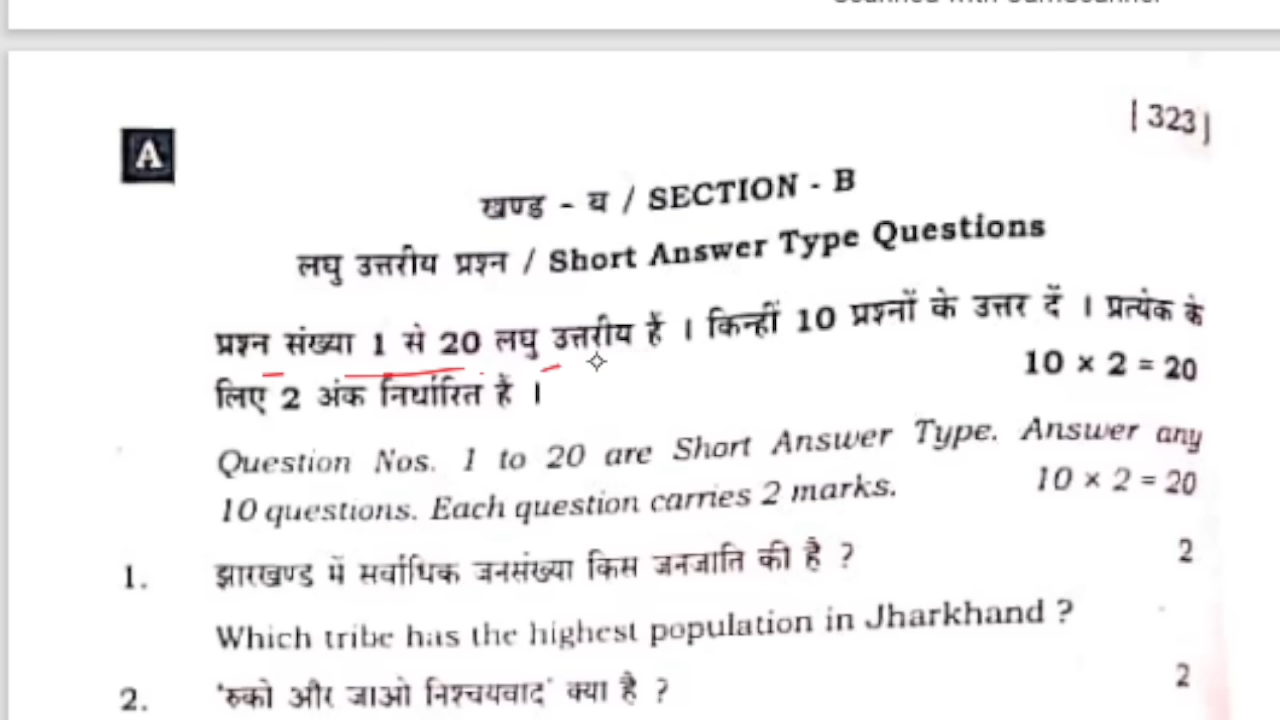 A
| 323 |
खण्ड - ब / SECTION - B
लघु उत्तरीय प्रश्न / Short Answer Type Questions
प्रश्न संख्या 1 से 20 लघु उत्तरीय हैं । किन्हीं 10 प्रश्नों के उत्तर दें । प्रत्येक के
लिए 2 अंक निर्धारित है । 10 × 2 = 20
Question Nos. 1 to 20 are Short Answer Type. Answer any
10 questions. Each question carries 2 marks. 10 × 2 = 20
1. झारखण्ड में सर्वाधिक जनसंख्या किस जनजाति की है ? 2
Which tribe has the highest population in Jharkhand ?
2. 'रुको और जाओ निश्चयवाद' क्या है ? 2